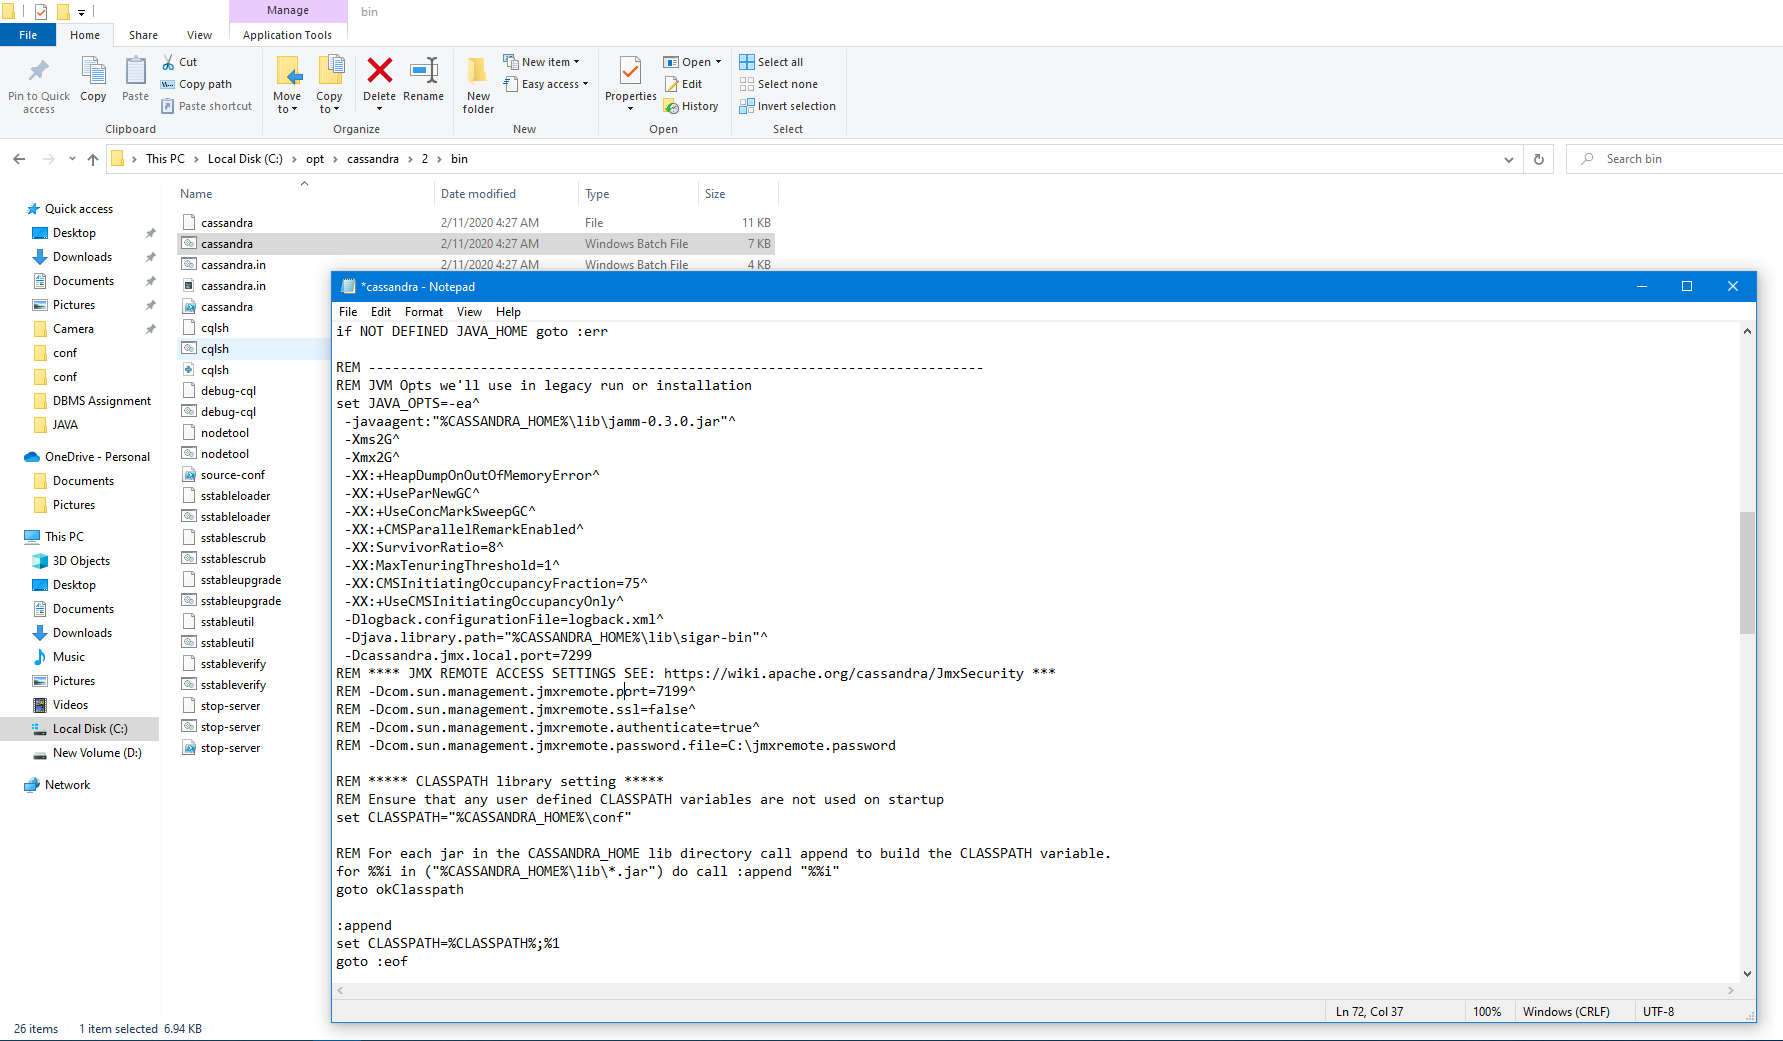 Manage
bin
File
Home
Share
View
Application Tools
Pin to Quick access
Copy
Paste
Cut
Copy path
Paste shortcut
Clipboard
Move to
Copy to
Delete
Rename
Organize
New folder
New item
Easy access
New
Properties
Open
Edit
History
Open
Select all
Select none
Invert selection
Select
This PC > Local Disk (C:) > opt > cassandra > 2 > bin
Search bin
Quick access
Desktop
Downloads
Documents
Pictures
Camera
conf
conf
DBMS Assignment
JAVA
OneDrive - Personal
Documents
Pictures
This PC
3D Objects
Desktop
Documents
Downloads
Music
Pictures
Videos
Local Disk (C:)
New Volume (D:)
Network
Name Date modified Type Size
cassandra 2/11/2020 4:27 AM File 11 KB
cassandra 2/11/2020 4:27 AM Windows Batch File 7 KB
cassandra.in 2/11/2020 4:27 AM Windows Batch File 4 KB
cassandra.in
cassandra
cqlsh
cqlsh
cqlsh
debug-cql
debug-cql
nodetool
nodetool
source-conf
sstableloader
sstableloader
sstablescrub
sstablescrub
sstableupgrade
sstableupgrade
sstableutil
sstableutil
sstableverify
sstableverify
stop-server
stop-server
stop-server
*cassandra - Notepad
File Edit Format View Help
if NOT DEFINED JAVA_HOME goto :err
REM -----------------------------------------------------------------------------
REM JVM Opts we'll use in legacy run or installation
set JAVA_OPTS=-ea^
-javaagent:"%CASSANDRA_HOME%\lib\jamm-0.3.0.jar"^
-Xms2G^
-Xmx2G^
-XX:+HeapDumpOnOutOfMemoryError^
-XX:+UseParNewGC^
-XX:+UseConcMarkSweepGC^
-XX:+CMSParallelRemarkEnabled^
-XX:SurvivorRatio=8^
-XX:MaxTenuringThreshold=1^
-XX:CMSInitiatingOccupancyFraction=75^
-XX:+UseCMSInitiatingOccupancyOnly^
-Dlogback.configurationFile=logback.xml^
-Djava.library.path="%CASSANDRA_HOME%\lib\sigar-bin"^
-Dcassandra.jmx.local.port=7299
REM **** JMX REMOTE ACCESS SETTINGS SEE: https://wiki.apache.org/cassandra/JmxSecurity ***
REM -Dcom.sun.management.jmxremote.port=7199^
REM -Dcom.sun.management.jmxremote.ssl=false^
REM -Dcom.sun.management.jmxremote.authenticate=true^
REM -Dcom.sun.management.jmxremote.password.file=C:\jmxremote.password
REM ***** CLASSPATH library setting *****
REM Ensure that any user defined CLASSPATH variables are not used on startup
set CLASSPATH="%CASSANDRA_HOME%\conf"
REM For each jar in the CASSANDRA_HOME lib directory call append to build the CLASSPATH variable.
for %%i in ("%CASSANDRA_HOME%\lib\*.jar") do call :append "%%i"
goto okClasspath
:append
set CLASSPATH=%CLASSPATH%;%1
goto :eof
Ln 72, Col 37 100% Windows (CRLF) UTF-8
26 items 1 item selected 6.94 KB